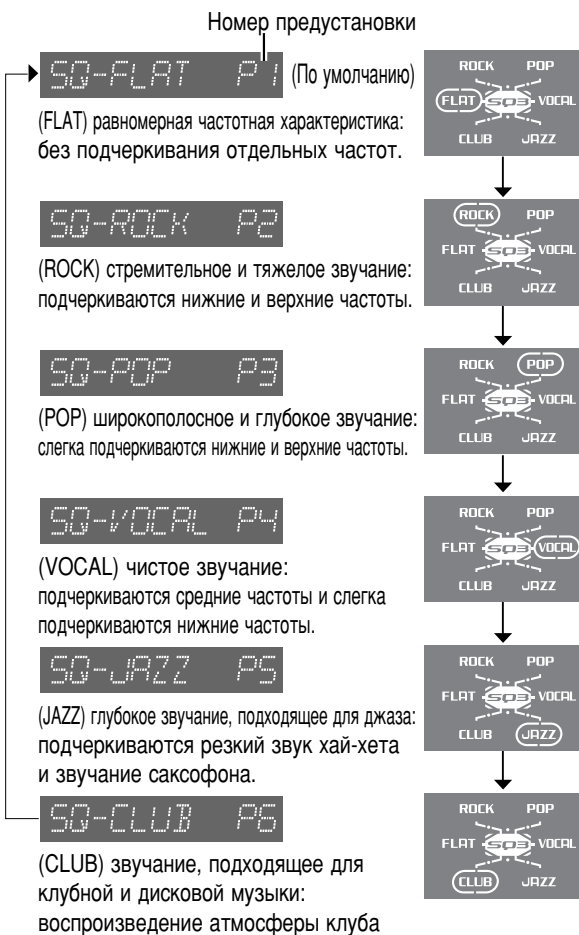 Номер предустановки
SQ-FLAT P1 (По умолчанию)
ROCK POP
FLAT SQ3 VOCAL
CLUB JAZZ
(FLAT) равномерная частотная характеристика:
без подчеркивания отдельных частот.
SQ-ROCK P2
ROCK POP
FLAT SQ3 VOCAL
CLUB JAZZ
(ROCK) стремительное и тяжелое звучание:
подчеркиваются нижние и верхние частоты.
SQ-POP P3
ROCK POP
FLAT SQ3 VOCAL
CLUB JAZZ
(POP) широкополосное и глубокое звучание:
слегка подчеркиваются нижние и верхние частоты.
SQ-VOCAL P4
ROCK POP
FLAT SQ3 VOCAL
CLUB JAZZ
(VOCAL) чистое звучание:
подчеркиваются средние частоты и слегка
подчеркиваются нижние частоты.
SQ-JAZZ P5
ROCK POP
FLAT SQ3 VOCAL
CLUB JAZZ
(JAZZ) глубокое звучание, подходящее для джаза:
подчеркиваются резкий звук хай-хета
и звучание саксофона.
SQ-CLUB P6
ROCK POP
FLAT SQ3 VOCAL
CLUB JAZZ
(CLUB) звучание, подходящее для
клубной и дисковой музыки:
воспроизведение атмосферы клуба